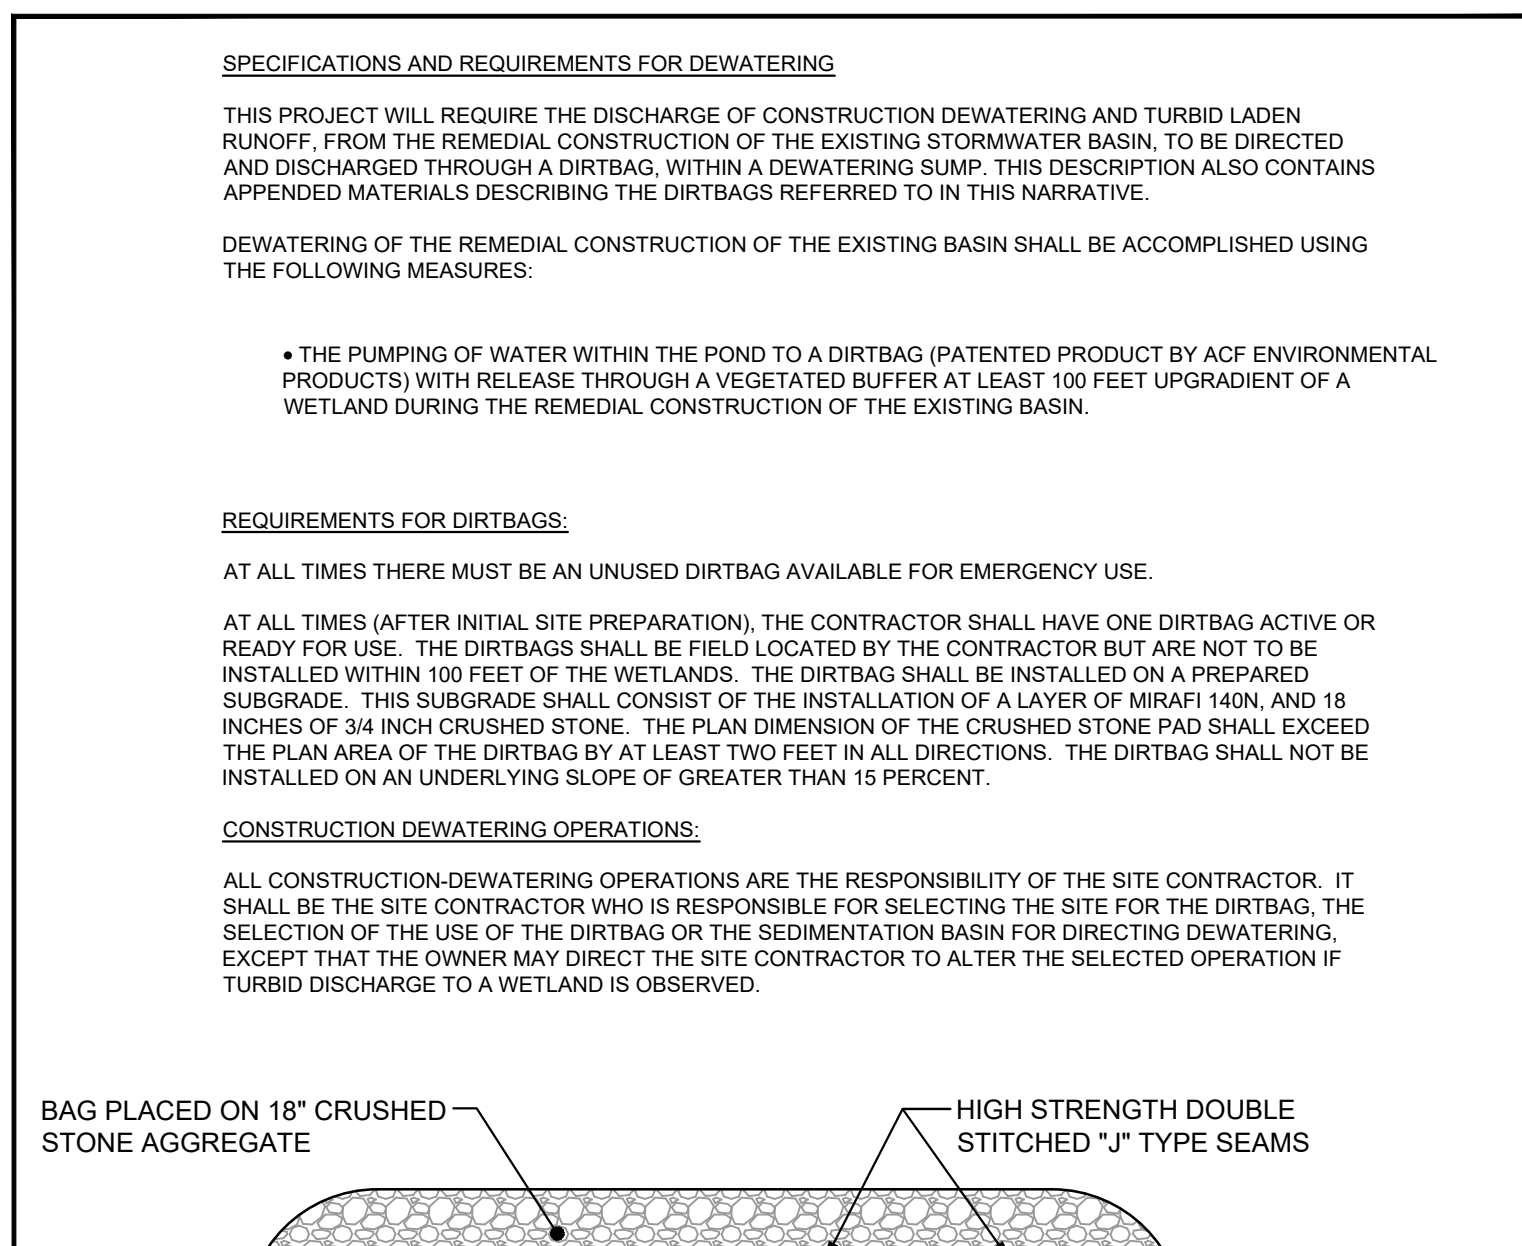 SPECIFICATIONS AND REQUIREMENTS FOR DEWATERING
THIS PROJECT WILL REQUIRE THE DISCHARGE OF CONSTRUCTION DEWATERING AND TURBID LADEN
RUNOFF, FROM THE REMEDIAL CONSTRUCTION OF THE EXISTING STORMWATER BASIN, TO BE DIRECTED
AND DISCHARGED THROUGH A DIRTBAG, WITHIN A DEWATERING SUMP. THIS DESCRIPTION ALSO CONTAINS
APPENDED MATERIALS DESCRIBING THE DIRTBAGS REFERRED TO IN THIS NARRATIVE.
DEWATERING OF THE REMEDIAL CONSTRUCTION OF THE EXISTING BASIN SHALL BE ACCOMPLISHED USING
THE FOLLOWING MEASURES:
• THE PUMPING OF WATER WITHIN THE POND TO A DIRTBAG (PATENTED PRODUCT BY ACF ENVIRONMENTAL
PRODUCTS) WITH RELEASE THROUGH A VEGETATED BUFFER AT LEAST 100 FEET UPGRADIENT OF A
WETLAND DURING THE REMEDIAL CONSTRUCTION OF THE EXISTING BASIN.
REQUIREMENTS FOR DIRTBAGS:
AT ALL TIMES THERE MUST BE AN UNUSED DIRTBAG AVAILABLE FOR EMERGENCY USE.
AT ALL TIMES (AFTER INITIAL SITE PREPARATION), THE CONTRACTOR SHALL HAVE ONE DIRTBAG ACTIVE OR
READY FOR USE. THE DIRTBAGS SHALL BE FIELD LOCATED BY THE CONTRACTOR BUT ARE NOT TO BE
INSTALLED WITHIN 100 FEET OF THE WETLANDS. THE DIRTBAG SHALL BE INSTALLED ON A PREPARED
SUBGRADE. THIS SUBGRADE SHALL CONSIST OF THE INSTALLATION OF A LAYER OF MIRAFI 140N, AND 18
INCHES OF 3/4 INCH CRUSHED STONE. THE PLAN DIMENSION OF THE CRUSHED STONE PAD SHALL EXCEED
THE PLAN AREA OF THE DIRTBAG BY AT LEAST TWO FEET IN ALL DIRECTIONS. THE DIRTBAG SHALL NOT BE
INSTALLED ON AN UNDERLYING SLOPE OF GREATER THAN 15 PERCENT.
CONSTRUCTION DEWATERING OPERATIONS:
ALL CONSTRUCTION-DEWATERING OPERATIONS ARE THE RESPONSIBILITY OF THE SITE CONTRACTOR. IT
SHALL BE THE SITE CONTRACTOR WHO IS RESPONSIBLE FOR SELECTING THE SITE FOR THE DIRTBAG, THE
SELECTION OF THE USE OF THE DIRTBAG OR THE SEDIMENTATION BASIN FOR DIRECTING DEWATERING,
EXCEPT THAT THE OWNER MAY DIRECT THE SITE CONTRACTOR TO ALTER THE SELECTED OPERATION IF
TURBID DISCHARGE TO A WETLAND IS OBSERVED.
BAG PLACED ON 18" CRUSHED
STONE AGGREGATE
HIGH STRENGTH DOUBLE
STITCHED "J" TYPE SEAMS